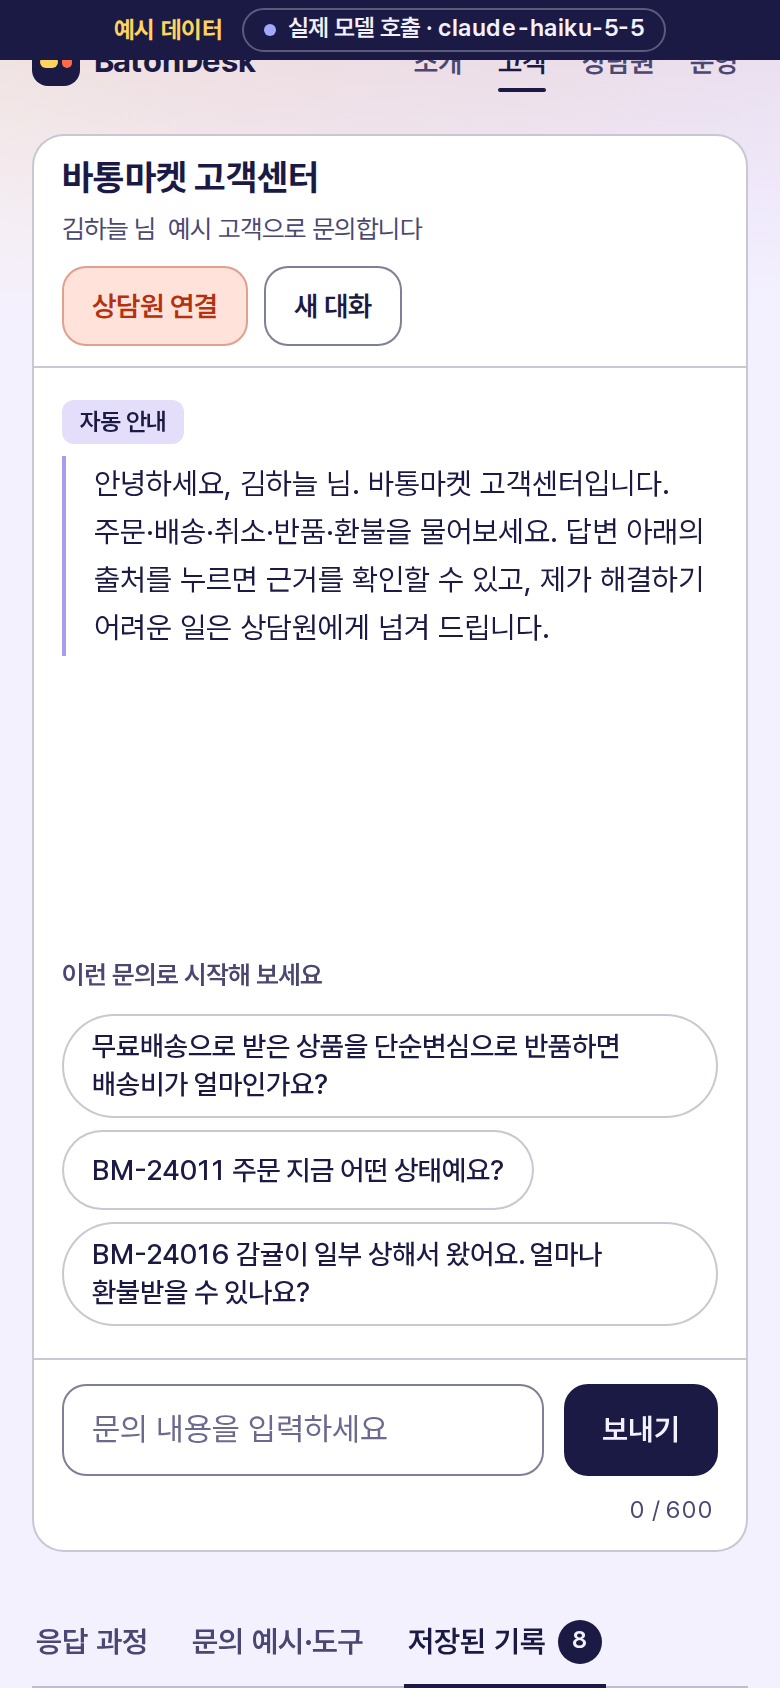 예시 데이터
실제 모델 호출 · claude-haiku-5-5
BatonDesk
소개 고객 상담원 운영
바통마켓 고객센터
김하늘 님 예시 고객으로 문의합니다
상담원 연결
새 대화
자동 안내
안녕하세요, 김하늘 님. 바통마켓 고객센터입니다.
주문·배송·취소·반품·환불을 물어보세요. 답변 아래의
출처를 누르면 근거를 확인할 수 있고, 제가 해결하기
어려운 일은 상담원에게 넘겨 드립니다.
이런 문의로 시작해 보세요
무료배송으로 받은 상품을 단순변심으로 반품하면
배송비가 얼마인가요?
BM-24011 주문 지금 어떤 상태예요?
BM-24016 감귤이 일부 상해서 왔어요. 얼마나
환불받을 수 있나요?
문의 내용을 입력하세요
보내기
0 / 600
응답 과정
문의 예시·도구
저장된 기록 8